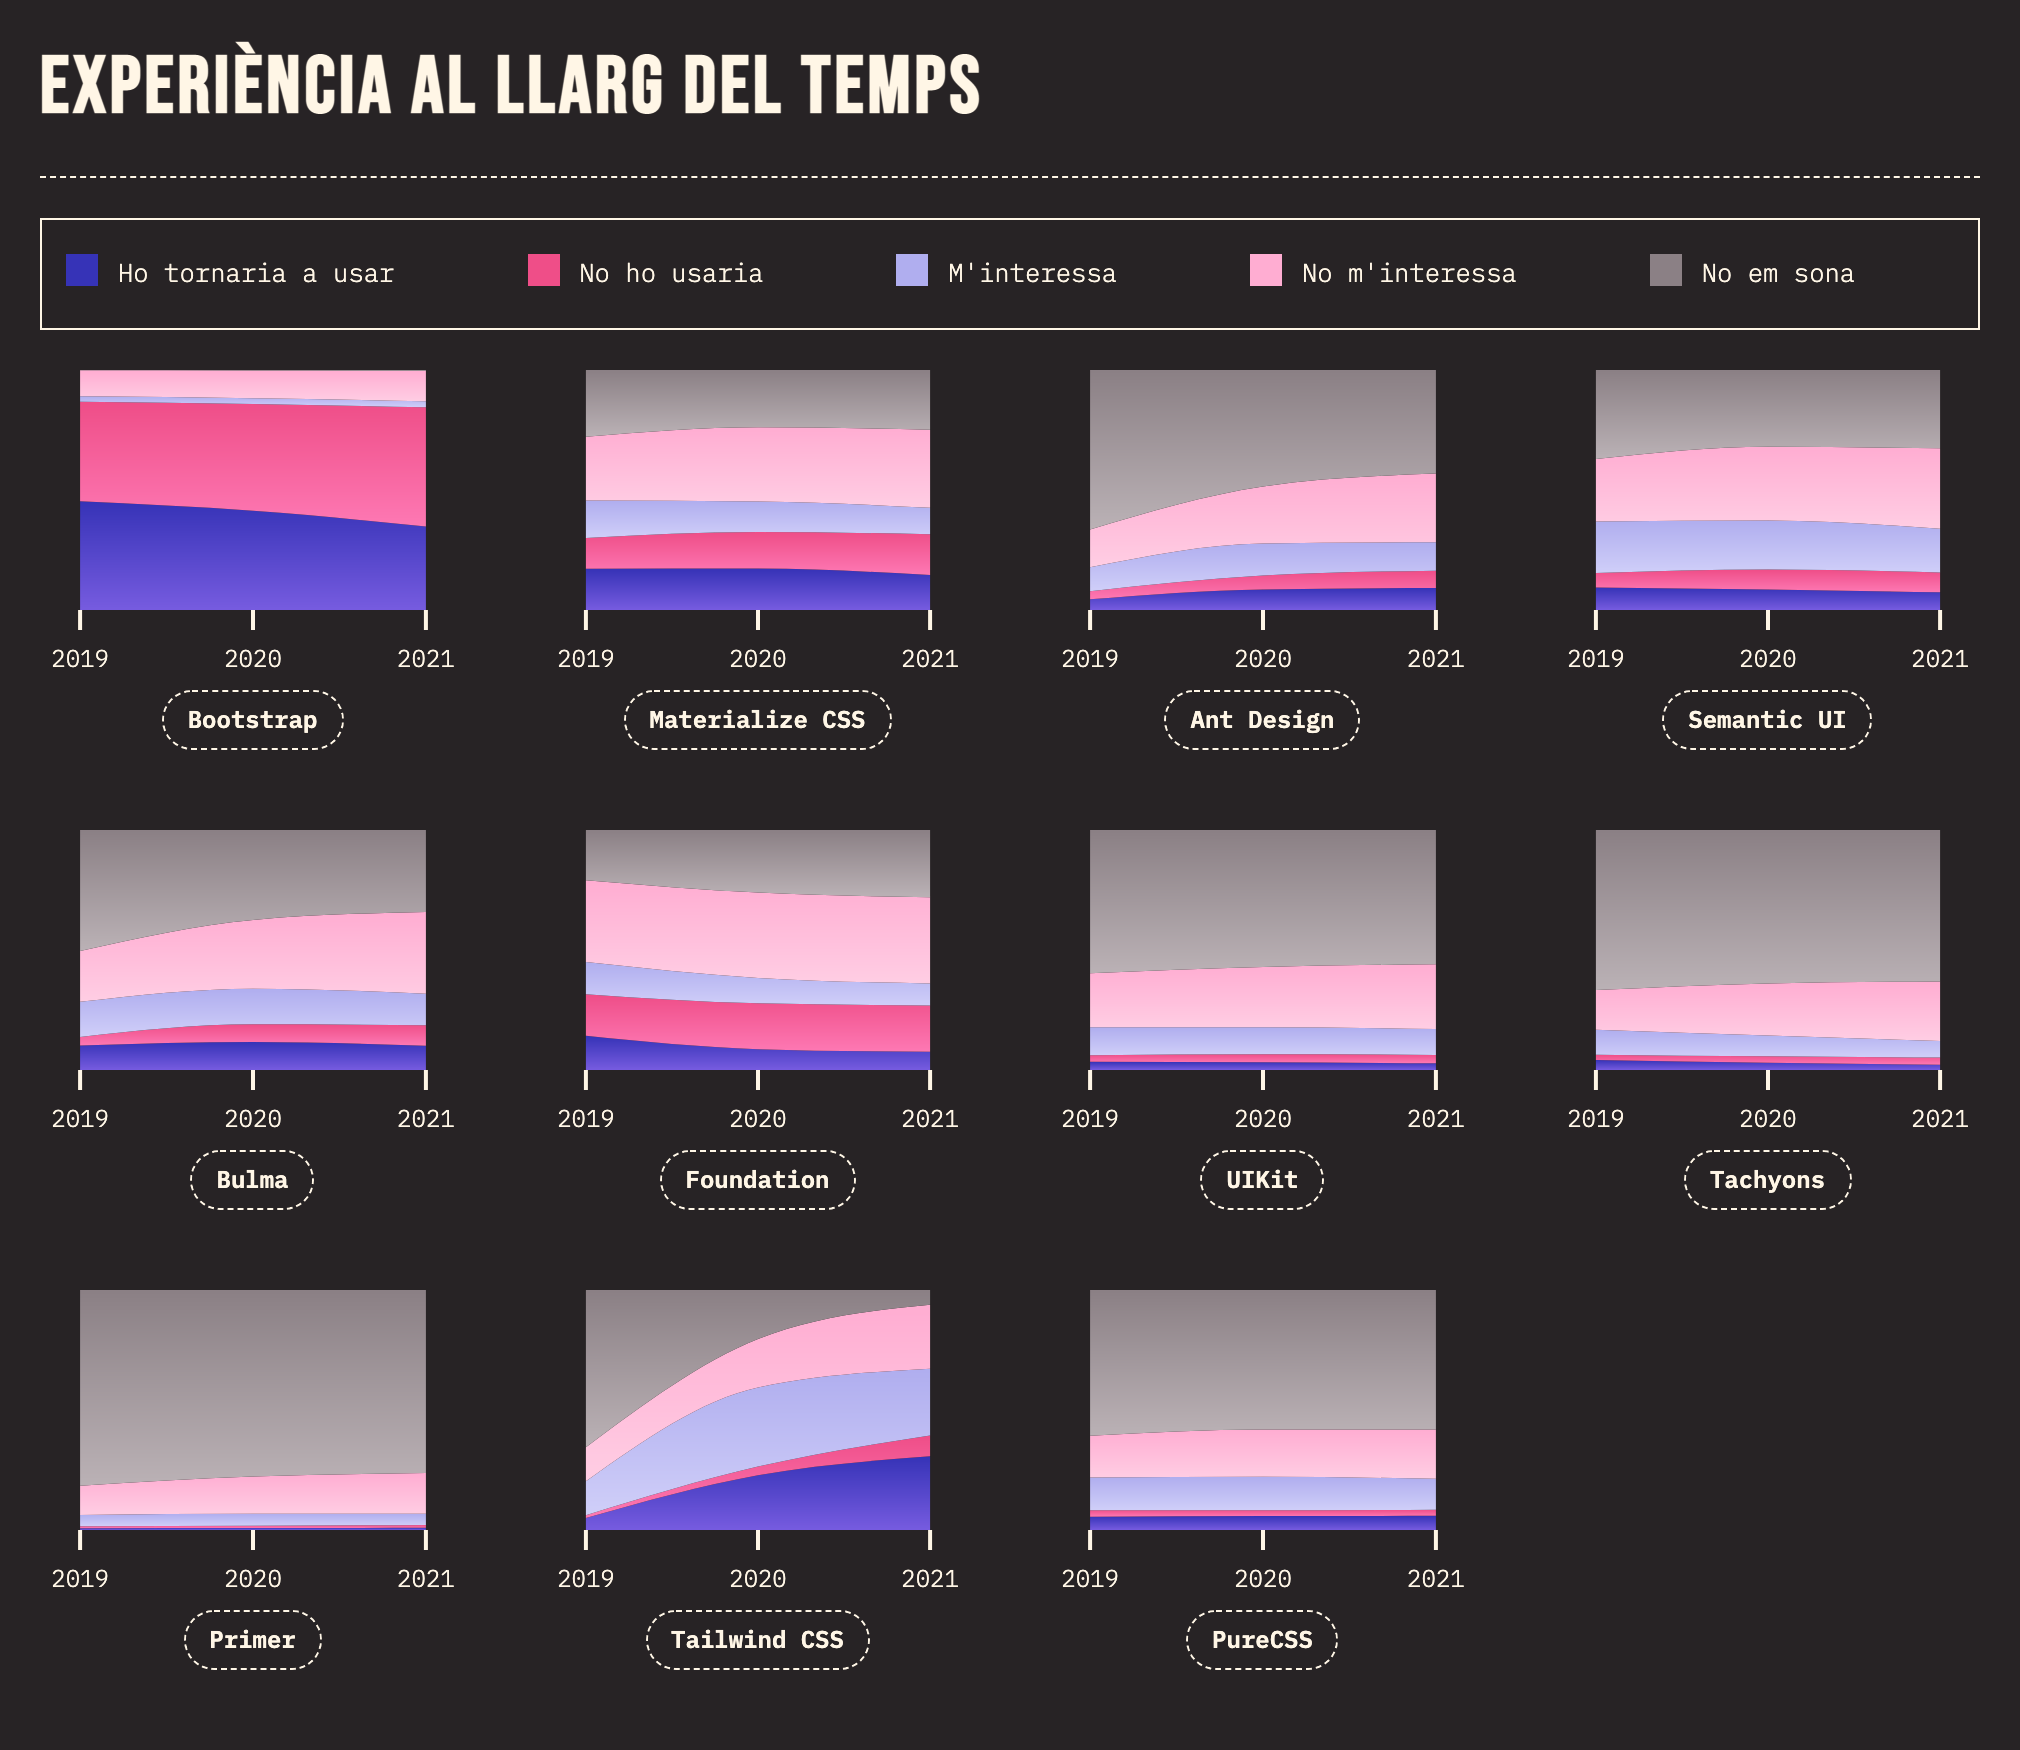 EXPERIÈNCIA AL LLARG DEL TEMPS
Ho tornaria a usar No ho usaria M'interessa No m'interessa No em sona
2019 2020 2021 2019 2020 2021 2019 2020 2021 2019 2020 2021
Bootstrap Materialize CSS Ant Design Semantic UI
2019 2020 2021 2019 2020 2021 2019 2020 2021 2019 2020 2021
Bulma Foundation UIKit Tachyons
2019 2020 2021 2019 2020 2021 2019 2020 2021
Primer Tailwind CSS PureCSS